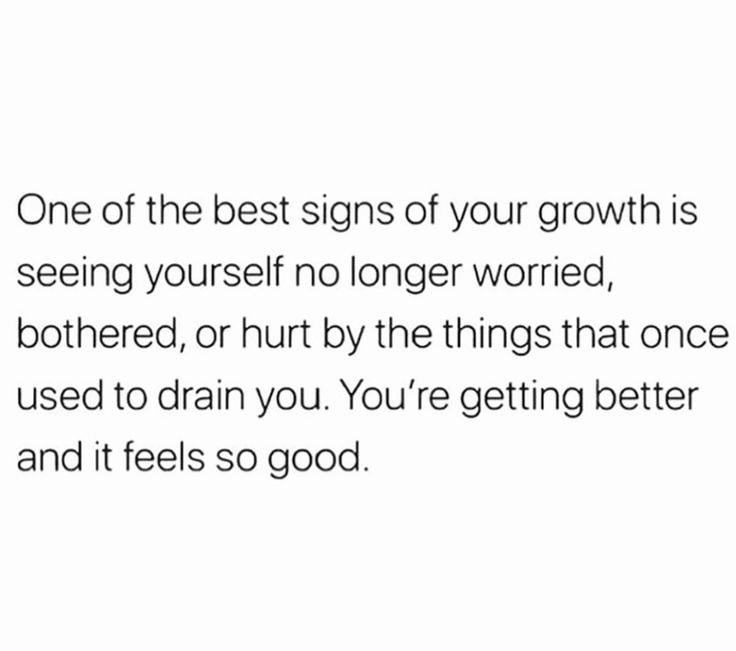 One of the best signs of your growth is
seeing yourself no longer worried,
bothered, or hurt by the things that once
used to drain you. You're getting better
and it feels so good.